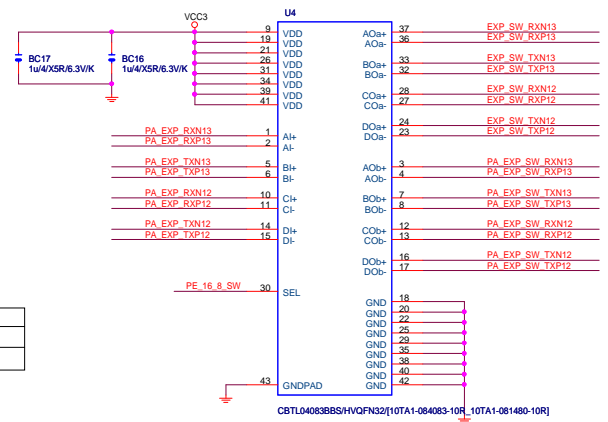 VCC3
U4
BC17
1u/4/X5R/6.3V/K
BC16
1u/4/X5R/6.3V/K
9 VDD
19 VDD
21 VDD
26 VDD
31 VDD
34 VDD
39 VDD
41 VDD
PA_EXP_RXN13 1 AI+
PA_EXP_RXP13 2 AI-
PA_EXP_TXN13 5 BI+
PA_EXP_TXP13 6 BI-
PA_EXP_RXN12 10 CI+
PA_EXP_RXP12 11 CI-
PA_EXP_TXN12 14 DI+
PA_EXP_TXP12 15 DI-
PE_16_8_SW 30 SEL
43 GNDPAD
AOa+ 37 EXP_SW_RXN13
AOa- 36 EXP_SW_RXP13
BOa+ 33 EXP_SW_TXN13
BOa- 32 EXP_SW_TXP13
COa+ 28 EXP_SW_RXN12
COa- 27 EXP_SW_RXP12
DOa+ 24 EXP_SW_TXN12
DOa- 23 EXP_SW_TXP12
AOb+ 3 PA_EXP_SW_RXN13
AOb- 4 PA_EXP_SW_RXP13
BOb+ 7 PA_EXP_SW_TXN13
BOb- 8 PA_EXP_SW_TXP13
COb+ 12 PA_EXP_SW_RXN12
COb- 13 PA_EXP_SW_RXP12
DOb+ 16 PA_EXP_SW_TXN12
DOb- 17 PA_EXP_SW_TXP12
GND 18
GND 20
GND 22
GND 25
GND 29
GND 35
GND 38
GND 40
GND 42
CBTL04083BBS/HVQFN32/[10TA1-084083-10R_10TA1-081480-10R]